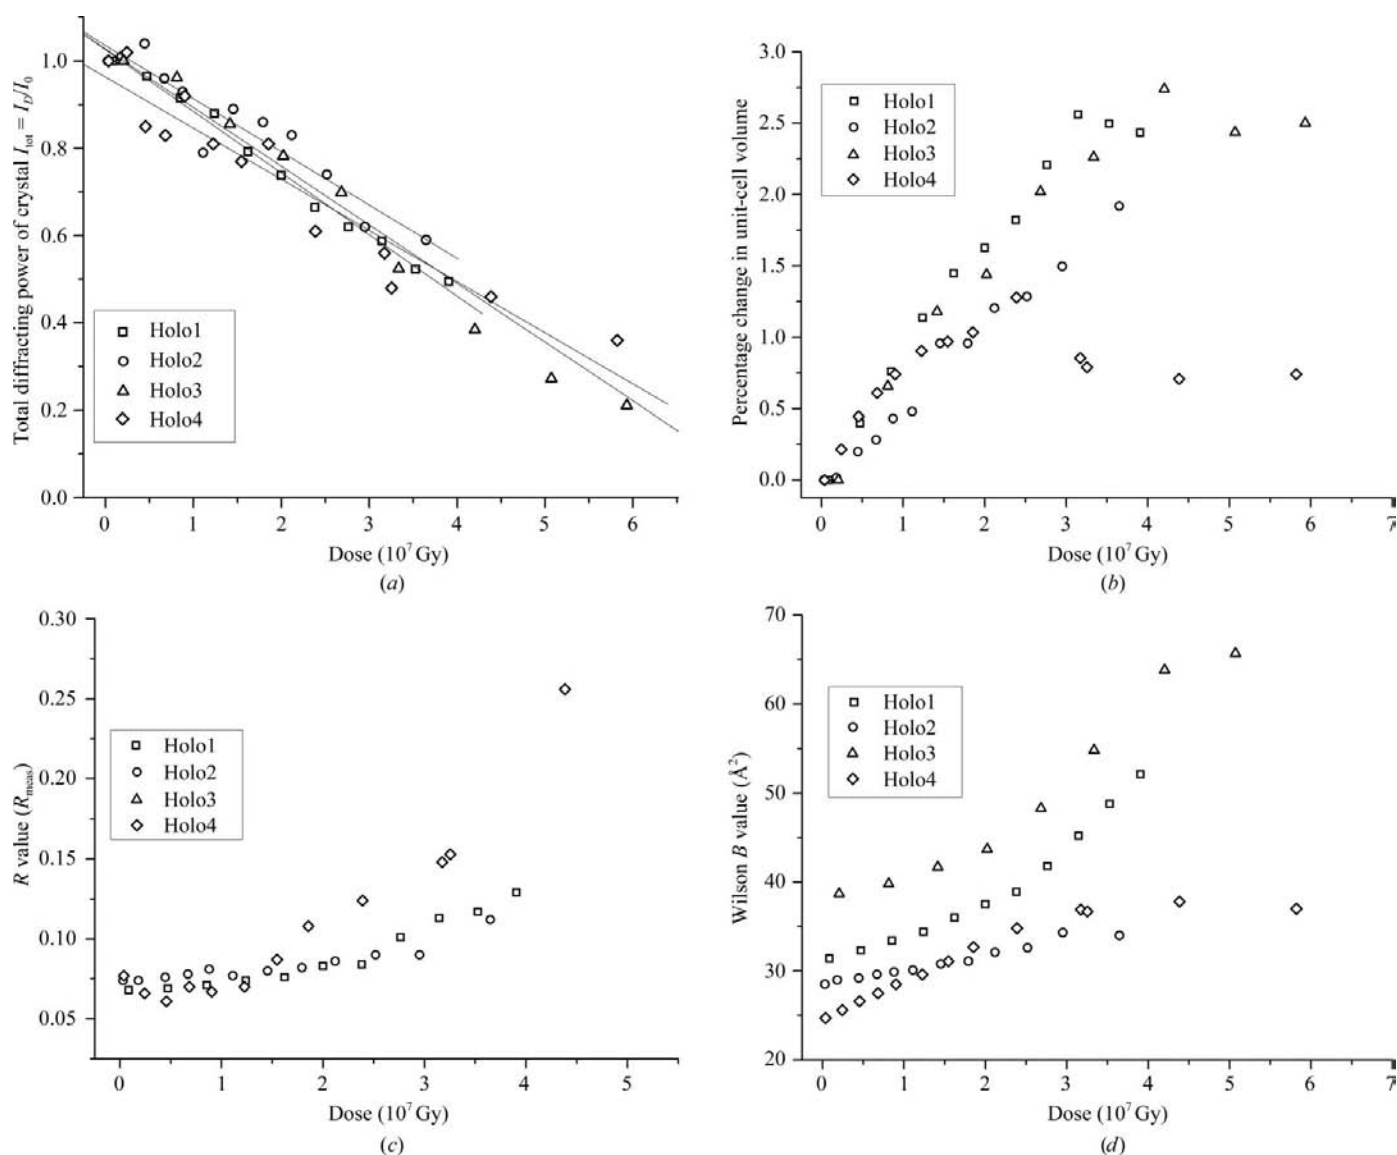 Total diffracting power of crystal I_tot = I_D/I_0
1.0
0.8
0.6
0.4
0.2
0.0
Holo1
Holo2
Holo3
Holo4
0 1 2 3 4 5 6
Dose (10⁷ Gy)
(a)
Percentage change in unit-cell volume
3.0
2.5
2.0
1.5
1.0
0.5
0.0
Holo1
Holo2
Holo3
Holo4
0 1 2 3 4 5 6 7
Dose (10⁷ Gy)
(b)
R value (R_meas)
0.30
0.25
0.20
0.15
0.10
0.05
Holo1
Holo2
Holo3
Holo4
0 1 2 3 4 5
Dose (10⁷ Gy)
(c)
Wilson B value (Å²)
70
60
50
40
30
20
Holo1
Holo2
Holo3
Holo4
0 1 2 3 4 5 6 7
Dose (10⁷ Gy)
(d)